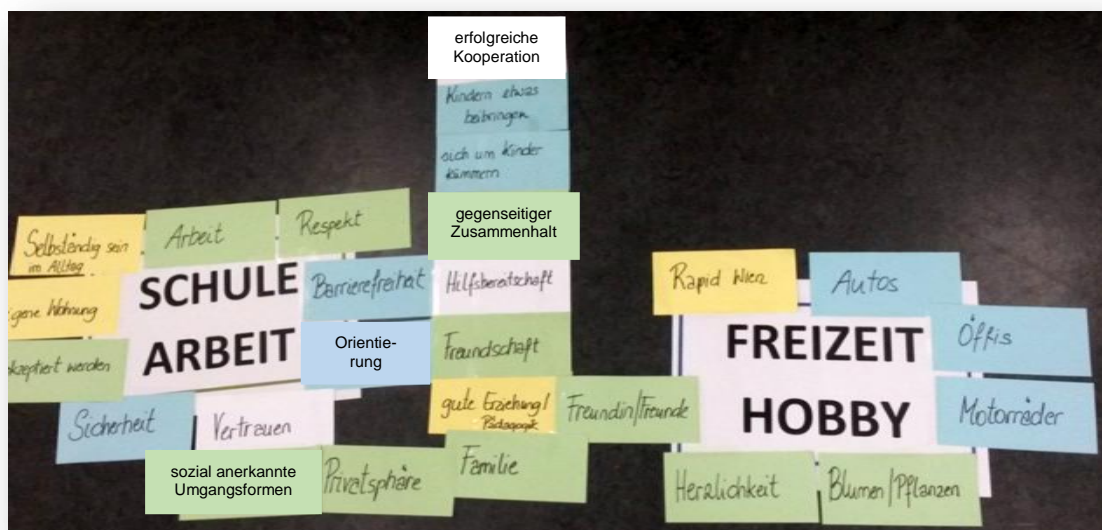 erfolgreiche
Kooperation
Kindern etwas
beibringen
sich um Kinder
kümmern
gegenseitiger
Zusammenhalt
Selbständig sein
im Alltag
Arbeit
Respekt
SCHULE
ARBEIT
eigene Wohnung
akzeptiert werden
Barrierefreiheit
Orientie-
rung
Hilfsbereitschaft
Freundschaft
Sicherheit
Vertrauen
sozial anerkannte
Umgangsformen
Privatsphäre
gute Erziehung/
Pädagogik
Freundin/Freunde
Familie
Rapid Wien
Autos
FREIZEIT
HOBBY
Öffis
Motorräder
Herzlichkeit
Blumen/Pflanzen